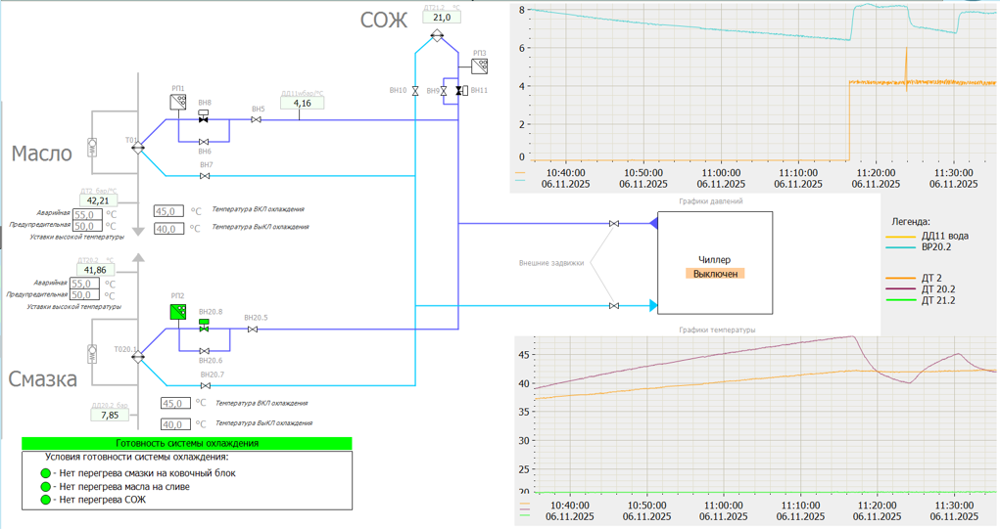 СОЖ
ДТ21.2 °C
21,0
РП3
ВН10
ВН9
ВН11
РП1
ВН8
ВН5
ДД11мбар/°C
4,16
Т01
ВН6
ВН7
Масло
ДТ2 бар/°C
42,21
Аварийная 55,0 °C
Предупредительная 50,0 °C
Уставки высокой температуры
45,0 °C Температура ВКЛ охлаждения
40,0 °C Температура ВыКЛ охлаждения
ДТ20.2 °C
41,86
Аварийная 55,0 °C
Предупредительная 50,0 °C
Уставки высокой температуры
РП2
ВН20.8
ВН20.5
Т020.1
ВН20.6
ВН20.7
Смазка
ДД20.2 бар
7,85
45,0 °C Температура ВКЛ охлаждения
40,0 °C Температура ВыКЛ охлаждения
Готовность системы охлаждения
Условия готовности системы охлаждения:
- Нет перегрева смазки на ковочный блок
- Нет перегрева масла на сливе
- Нет перегрева СОЖ
Внешние задвижки
Чиллер
Выключен
8
6
4
2
0
10:40:00 10:50:00 11:00:00 11:10:00 11:20:00 11:30:00
06.11.2025 06.11.2025 06.11.2025 06.11.2025 06.11.2025 06.11.2025
Графики давлений
Легенда:
ДД11 вода
ВР20.2
ДТ 2
ДТ 20.2
ДТ 21.2
Графики температуры
45
40
35
30
25
20
10:40:00 10:50:00 11:00:00 11:10:00 11:20:00 11:30:00
06.11.2025 06.11.2025 06.11.2025 06.11.2025 06.11.2025 06.11.2025